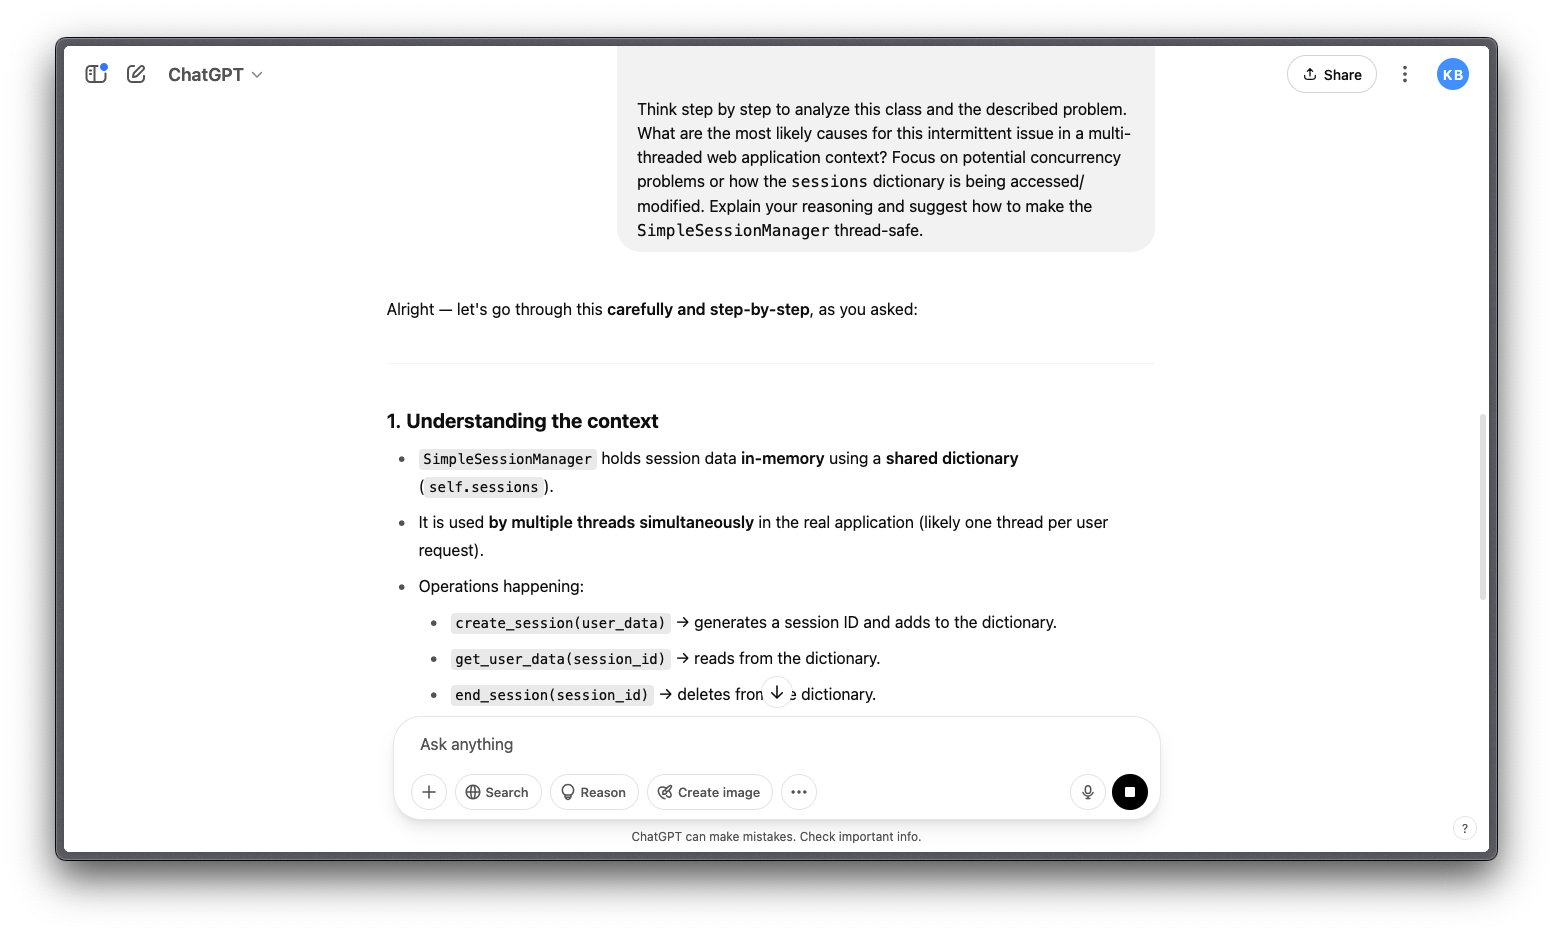 ChatGPT
Share
KB
Think step by step to analyze this class and the described problem.
What are the most likely causes for this intermittent issue in a multi-
threaded web application context? Focus on potential concurrency
problems or how the sessions dictionary is being accessed/
modified. Explain your reasoning and suggest how to make the
SimpleSessionManager thread-safe.
Alright — let's go through this carefully and step-by-step, as you asked:
1. Understanding the context
• SimpleSessionManager holds session data in-memory using a shared dictionary
(self.sessions).
• It is used by multiple threads simultaneously in the real application (likely one thread per user
request).
• Operations happening:
• create_session(user_data) → generates a session ID and adds to the dictionary.
• get_user_data(session_id) → reads from the dictionary.
• end_session(session_id) → deletes from e dictionary.
Ask anything
Search Reason Create image
ChatGPT can make mistakes. Check important info.
?